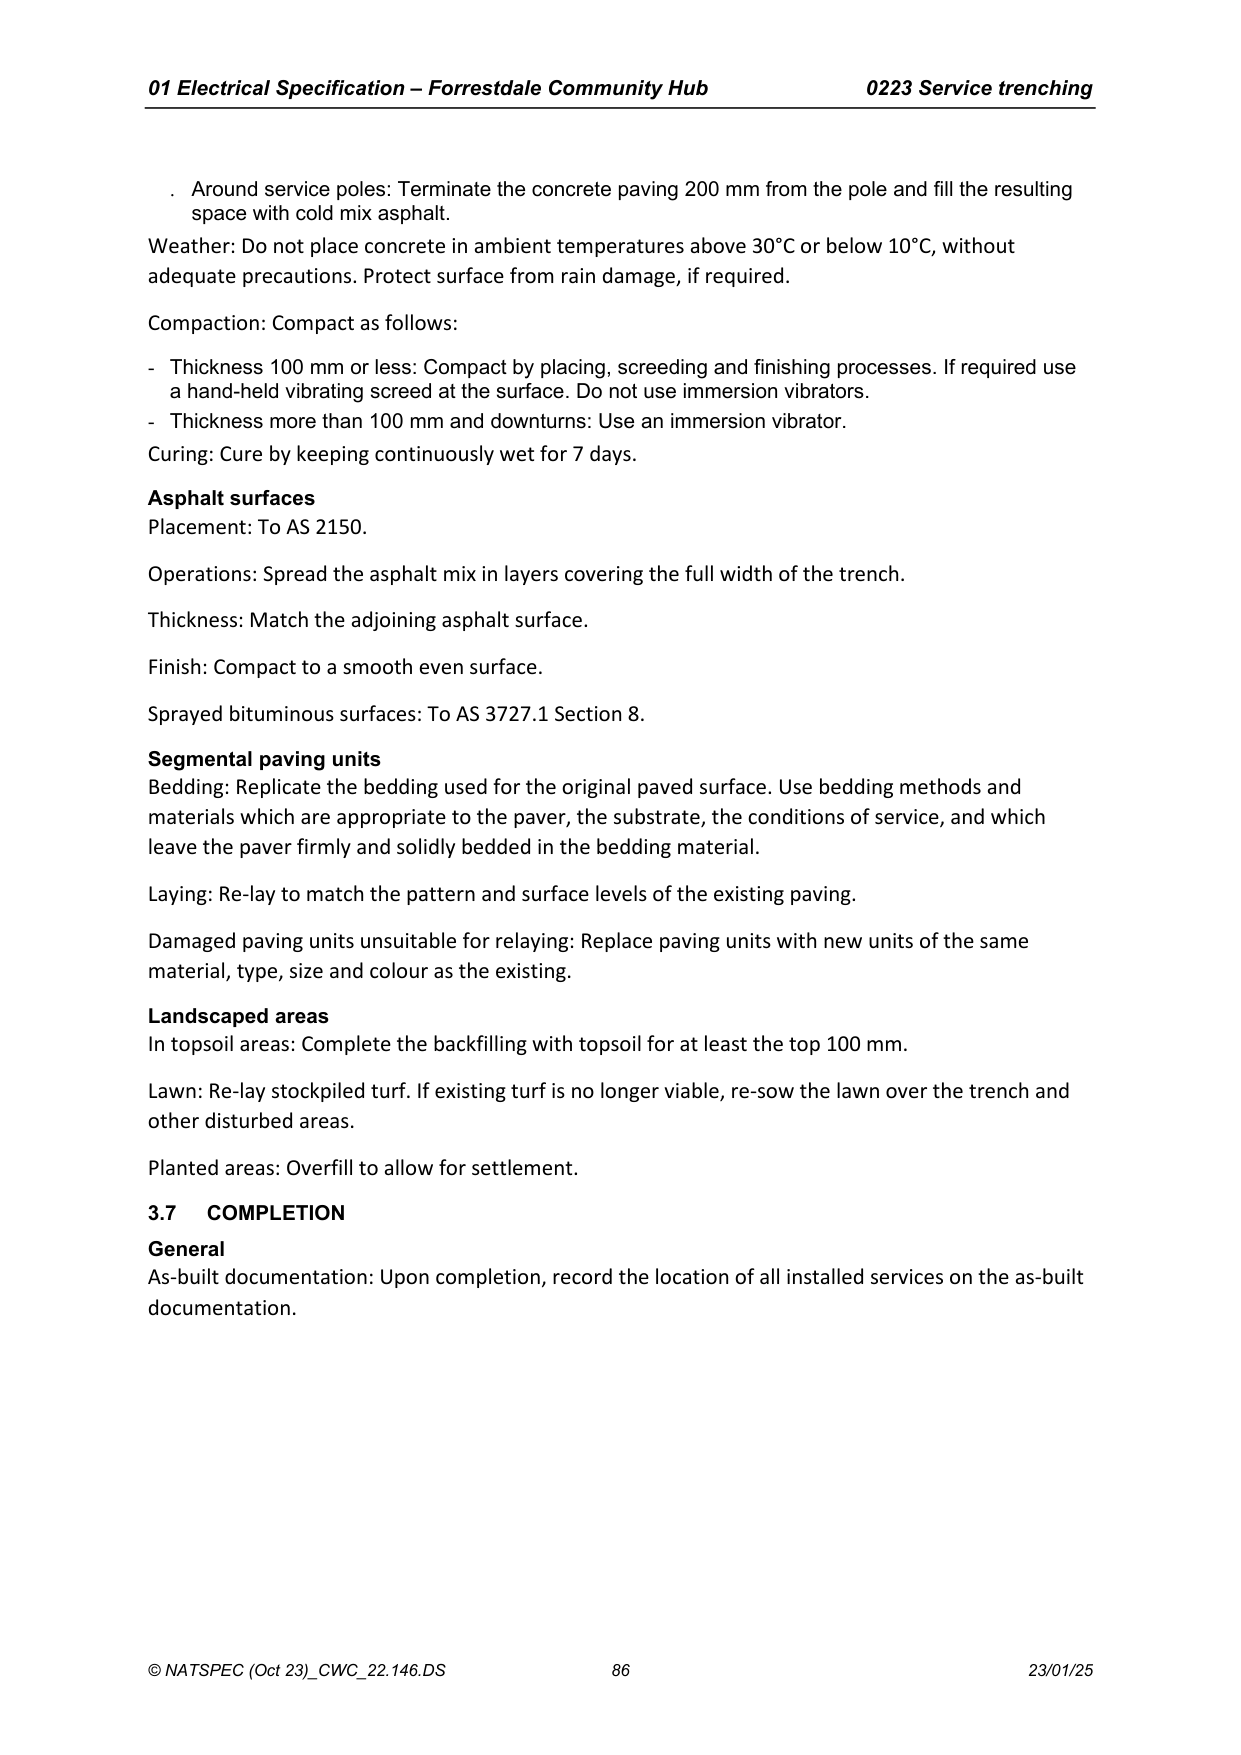 01 Electrical Specification – Forrestdale Community Hub 0223 Service trenching
. Around service poles: Terminate the concrete paving 200 mm from the pole and fill the resulting
space with cold mix asphalt.
Weather: Do not place concrete in ambient temperatures above 30°C or below 10°C, without
adequate precautions. Protect surface from rain damage, if required.
Compaction: Compact as follows:
- Thickness 100 mm or less: Compact by placing, screeding and finishing processes. If required use
a hand-held vibrating screed at the surface. Do not use immersion vibrators.
- Thickness more than 100 mm and downturns: Use an immersion vibrator.
Curing: Cure by keeping continuously wet for 7 days.
Asphalt surfaces
Placement: To AS 2150.
Operations: Spread the asphalt mix in layers covering the full width of the trench.
Thickness: Match the adjoining asphalt surface.
Finish: Compact to a smooth even surface.
Sprayed bituminous surfaces: To AS 3727.1 Section 8.
Segmental paving units
Bedding: Replicate the bedding used for the original paved surface. Use bedding methods and
materials which are appropriate to the paver, the substrate, the conditions of service, and which
leave the paver firmly and solidly bedded in the bedding material.
Laying: Re-lay to match the pattern and surface levels of the existing paving.
Damaged paving units unsuitable for relaying: Replace paving units with new units of the same
material, type, size and colour as the existing.
Landscaped areas
In topsoil areas: Complete the backfilling with topsoil for at least the top 100 mm.
Lawn: Re-lay stockpiled turf. If existing turf is no longer viable, re-sow the lawn over the trench and
other disturbed areas.
Planted areas: Overfill to allow for settlement.
3.7 COMPLETION
General
As-built documentation: Upon completion, record the location of all installed services on the as-built
documentation.
© NATSPEC (Oct 23)_CWC_22.146.DS 86 23/01/25